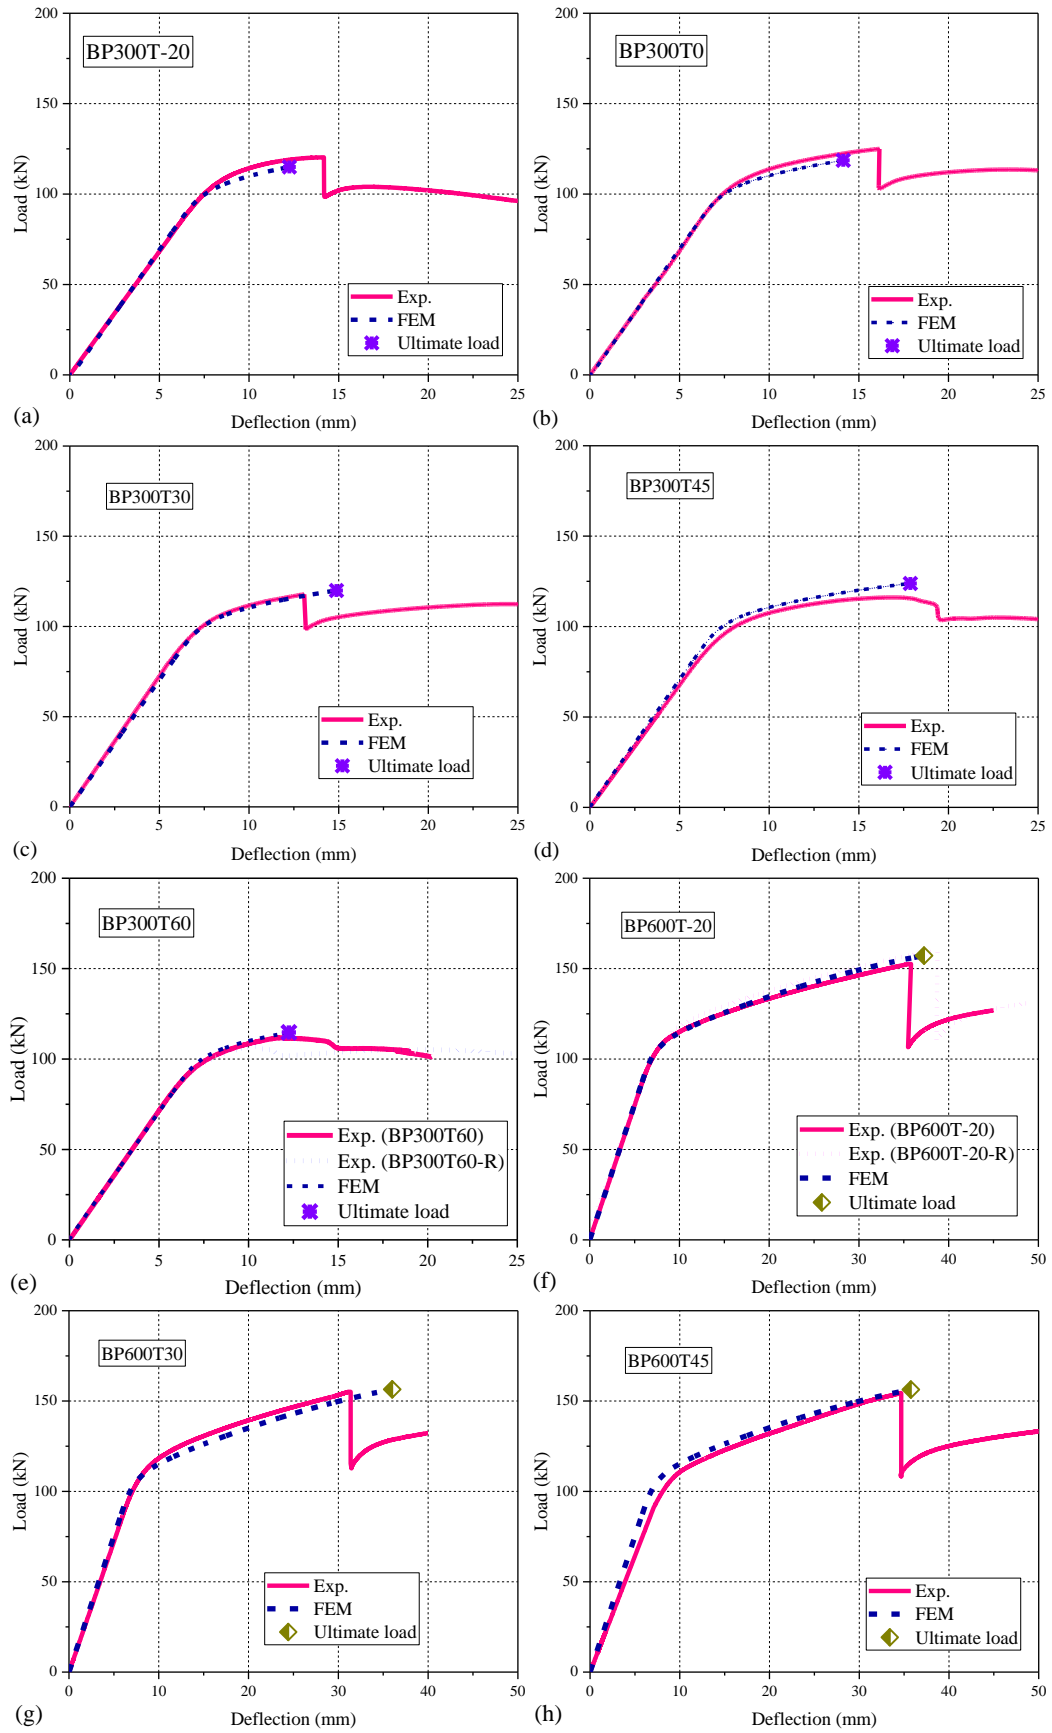 BP300T-20
Load (kN)
200
150
100
50
0
Exp.
FEM
Ultimate load
0 5 10 15 20 25
Deflection (mm)
(a)
BP300T0
Load (kN)
200
150
100
50
0
Exp.
FEM
Ultimate load
0 5 10 15 20 25
Deflection (mm)
(b)
BP300T30
Load (kN)
200
150
100
50
0
Exp.
FEM
Ultimate load
0 5 10 15 20 25
Deflection (mm)
(c)
BP300T45
Load (kN)
200
150
100
50
0
Exp.
FEM
Ultimate load
0 5 10 15 20 25
Deflection (mm)
(d)
BP300T60
Load (kN)
200
150
100
50
0
Exp. (BP300T60)
Exp. (BP300T60-R)
FEM
Ultimate load
0 5 10 15 20 25
Deflection (mm)
(e)
BP600T-20
Load (kN)
200
150
100
50
0
Exp. (BP600T-20)
Exp. (BP600T-20-R)
FEM
Ultimate load
0 10 20 30 40 50
Deflection (mm)
(f)
BP600T30
Load (kN)
200
150
100
50
0
Exp.
FEM
Ultimate load
0 10 20 30 40 50
Deflection (mm)
(g)
BP600T45
Load (kN)
200
150
100
50
0
Exp.
FEM
Ultimate load
0 10 20 30 40 50
Deflection (mm)
(h)